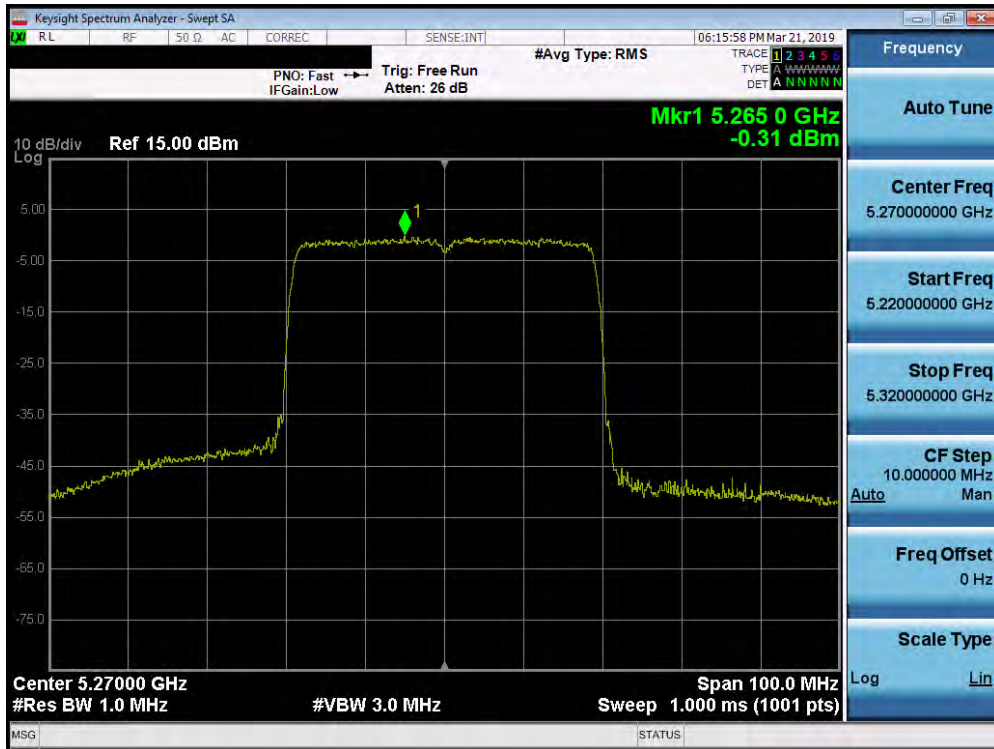 Keysight Spectrum Analyzer - Swept SA
LXI RL RF 50 Ω AC CORREC SENSE:INT 06:15:58 PM Mar 21, 2019
#Avg Type: RMS TRACE 1 2 3 4 5 6
PNO: Fast Trig: Free Run TYPE A WWWWW
IFGain:Low Atten: 26 dB DET A N N N N N
Mkr1 5.265 0 GHz
-0.31 dBm
10 dB/div Ref 15.00 dBm
Log
1
5.00
-5.00
-15.0
-25.0
-35.0
-45.0
-55.0
-65.0
-75.0
Center 5.27000 GHz Span 100.0 MHz
#Res BW 1.0 MHz #VBW 3.0 MHz Sweep 1.000 ms (1001 pts)
MSG STATUS
Frequency
Auto Tune
Center Freq
5.270000000 GHz
Start Freq
5.220000000 GHz
Stop Freq
5.320000000 GHz
CF Step
10.000000 MHz
Auto Man
Freq Offset
0 Hz
Scale Type
Log Lin